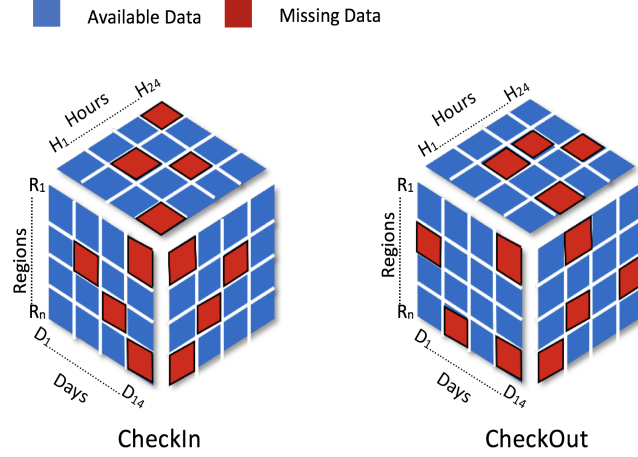 Available Data
Missing Data
Hours
H1
H24
R1
Regions
Rn
D1
Days
D14
CheckIn
Hours
H1
H24
R1
Regions
Rn
D1
Days
D14
CheckOut